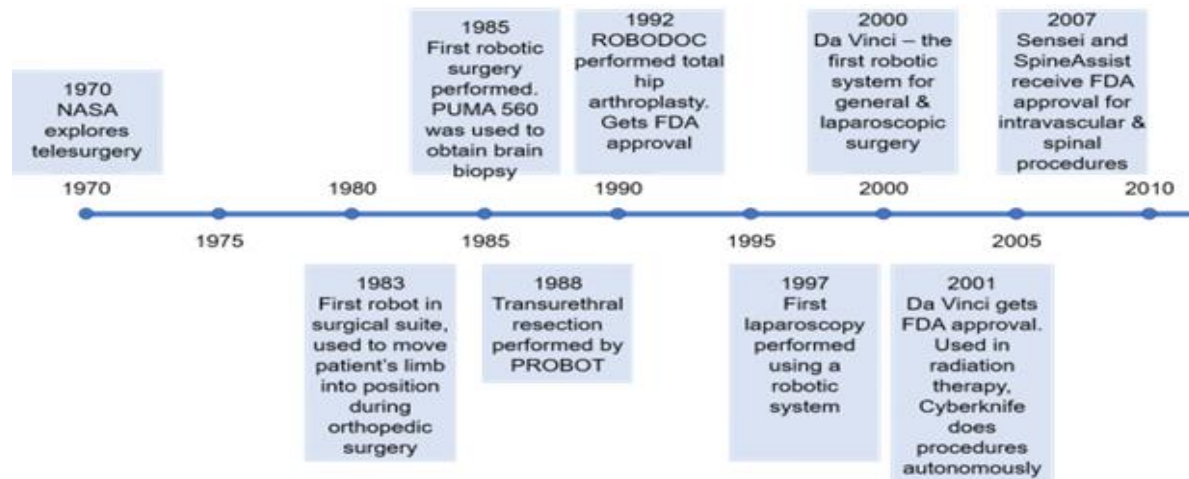 1970
NASA
explores
telesurgery
1985
First robotic
surgery
performed.
PUMA 560
was used to
obtain brain
biopsy
1992
ROBODOC
performed total
hip
arthroplasty.
Gets FDA
approval
2000
Da Vinci – the
first robotic
system for
general &
laparoscopic
surgery
2007
Sensei and
SpineAssist
receive FDA
approval for
intravascular &
spinal
procedures
1970
1980
1990
2000
2010
1975
1985
1995
2005
1983
First robot in
surgical suite,
used to move
patient's limb
into position
during
orthopedic
surgery
1988
Transurethral
resection
performed by
PROBOT
1997
First
laparoscopy
performed
using a
robotic
system
2001
Da Vinci gets
FDA approval.
Used in
radiation
therapy,
Cyberknife
does
procedures
autonomously